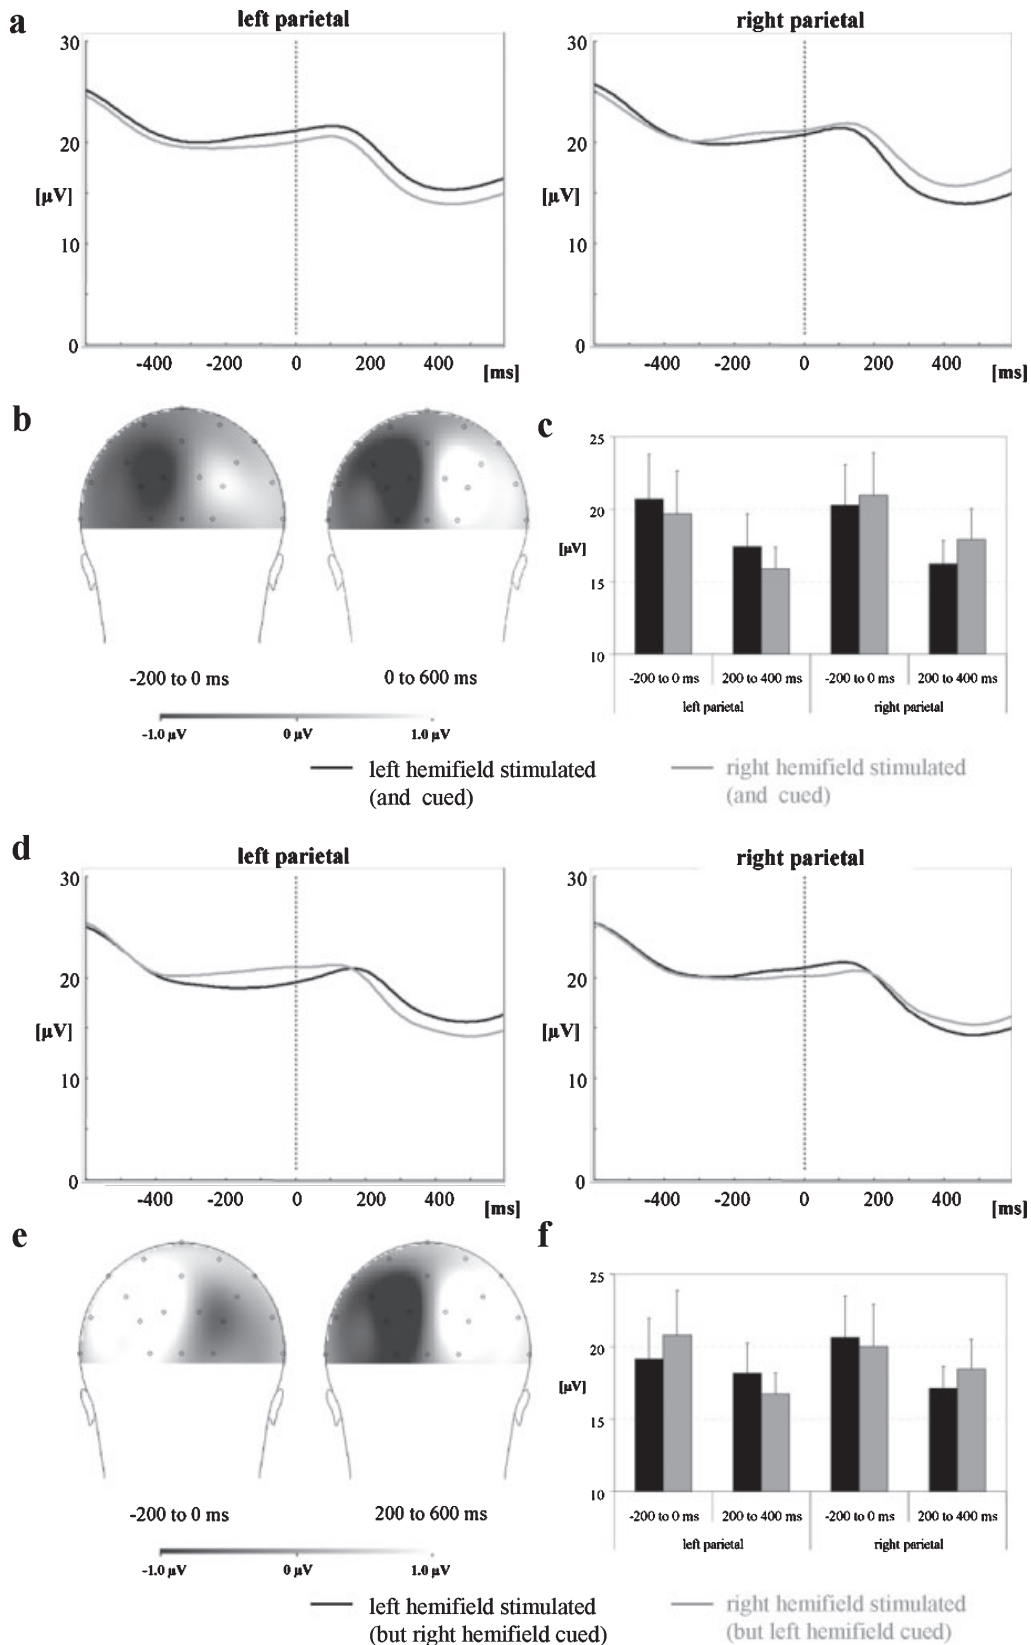 a
left parietal
right parietal
30
20
[µV]
10
0
-400 -200 0 200 400
[ms]
30
20
[µV]
10
0
-400 -200 0 200 400
[ms]
b
-200 to 0 ms
0 to 600 ms
-1.0 µV 0 µV 1.0 µV
c
25
20
[µV]
15
10
-200 to 0 ms 200 to 400 ms -200 to 0 ms 200 to 400 ms
left parietal right parietal
left hemifield stimulated
(and cued)
right hemifield stimulated
(and cued)
d
left parietal
right parietal
30
20
[µV]
10
0
-400 -200 0 200 400
[ms]
30
20
[µV]
10
0
-400 -200 0 200 400
[ms]
e
-200 to 0 ms
200 to 600 ms
-1.0 µV 0 µV 1.0 µV
f
25
20
[µV]
15
10
-200 to 0 ms 200 to 400 ms -200 to 0 ms 200 to 400 ms
left parietal right parietal
left hemifield stimulated
(but right hemifield cued)
right hemifield stimulated
(but left hemifield cued)